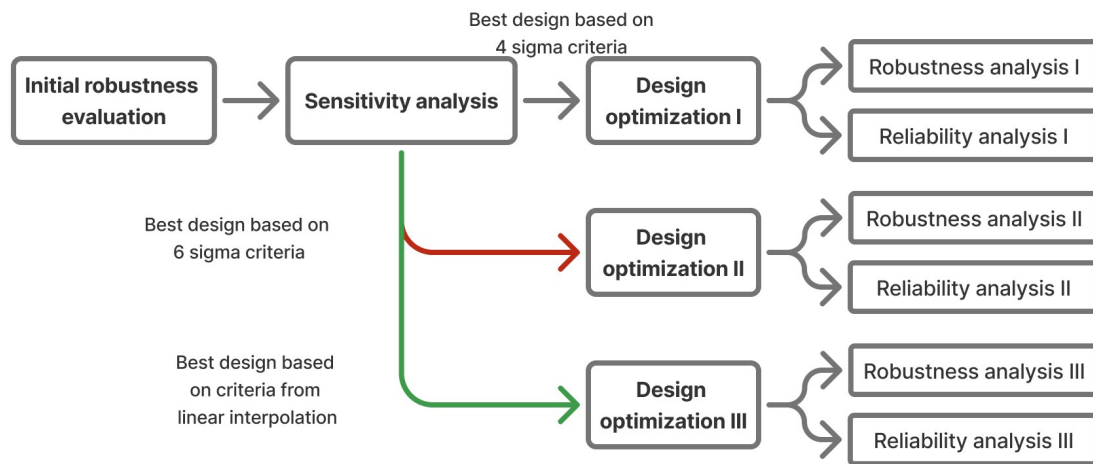 Best design based on
4 sigma criteria
Initial robustness
evaluation
Sensitivity analysis
Design
optimization I
Robustness analysis I
Reliability analysis I
Best design based on
6 sigma criteria
Design
optimization II
Robustness analysis II
Reliability analysis II
Best design based
on criteria from
linear interpolation
Design
optimization III
Robustness analysis III
Reliability analysis III